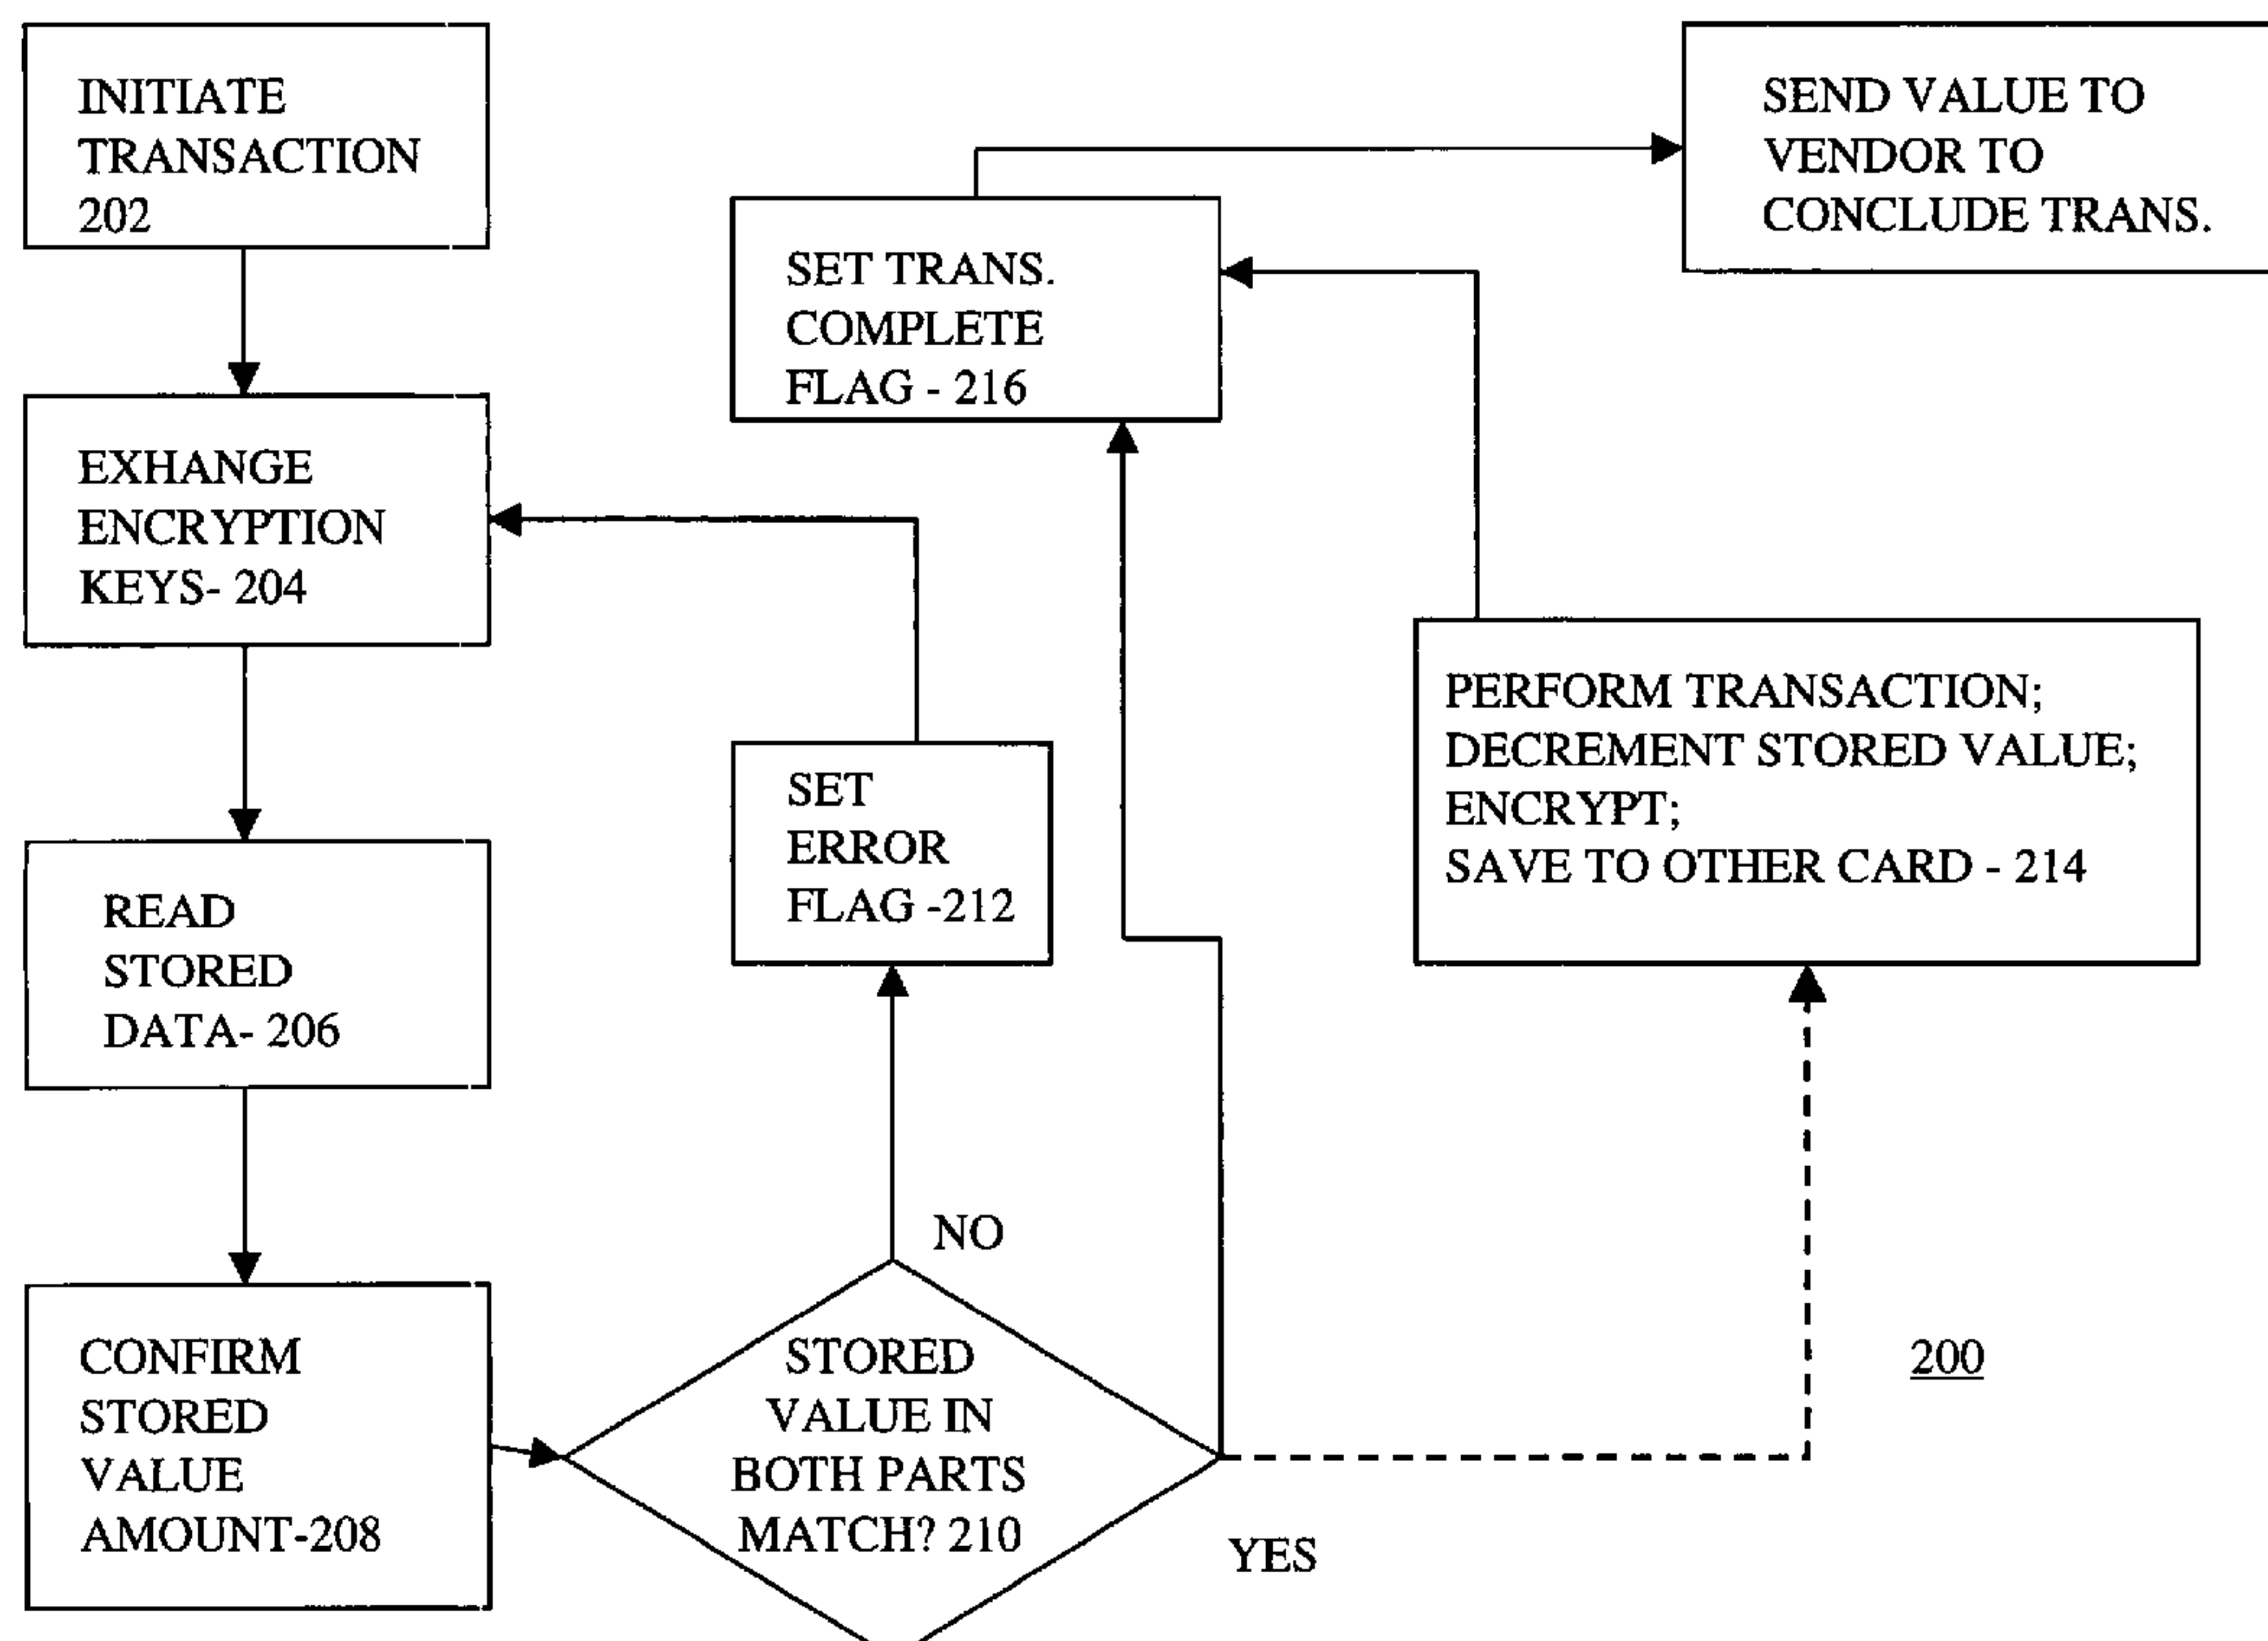 INITIATE
TRANSACTION
202
EXHANGE
ENCRYPTION
KEYS- 204
READ
STORED
DATA- 206
CONFIRM
STORED
VALUE
AMOUNT-208
STORED
VALUE IN
BOTH PARTS
MATCH? 210
NO
YES
SET
ERROR
FLAG -212
SET TRANS.
COMPLETE
FLAG - 216
PERFORM TRANSACTION;
DECREMENT STORED VALUE;
ENCRYPT;
SAVE TO OTHER CARD - 214
SEND VALUE TO
VENDOR TO
CONCLUDE TRANS.
200